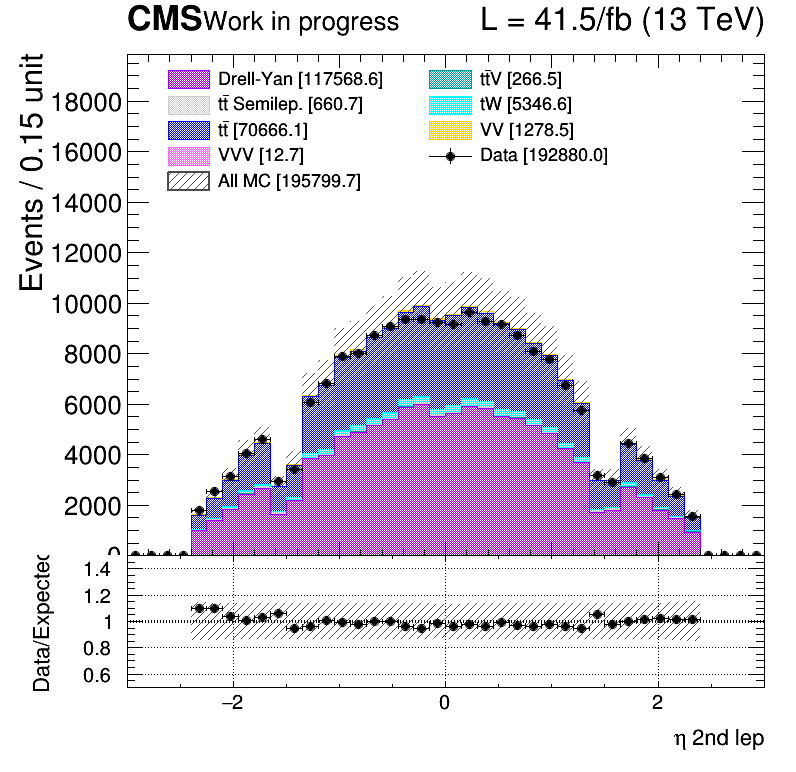 CMS Work in progress L = 41.5/fb (13 TeV)
Events / 0.15 unit
Drell-Yan [117568.6] tt̄V [266.5]
tt̄ Semilep. [660.7] tW [5346.6]
tt̄ [70666.1] VV [1278.5]
VVV [12.7] Data [192880.0]
All MC [195799.7]
18000
16000
14000
12000
10000
8000
6000
4000
2000
0
Data/Expected
1.4
1.2
1
0.8
0.6
−2 0 2
η 2nd lep